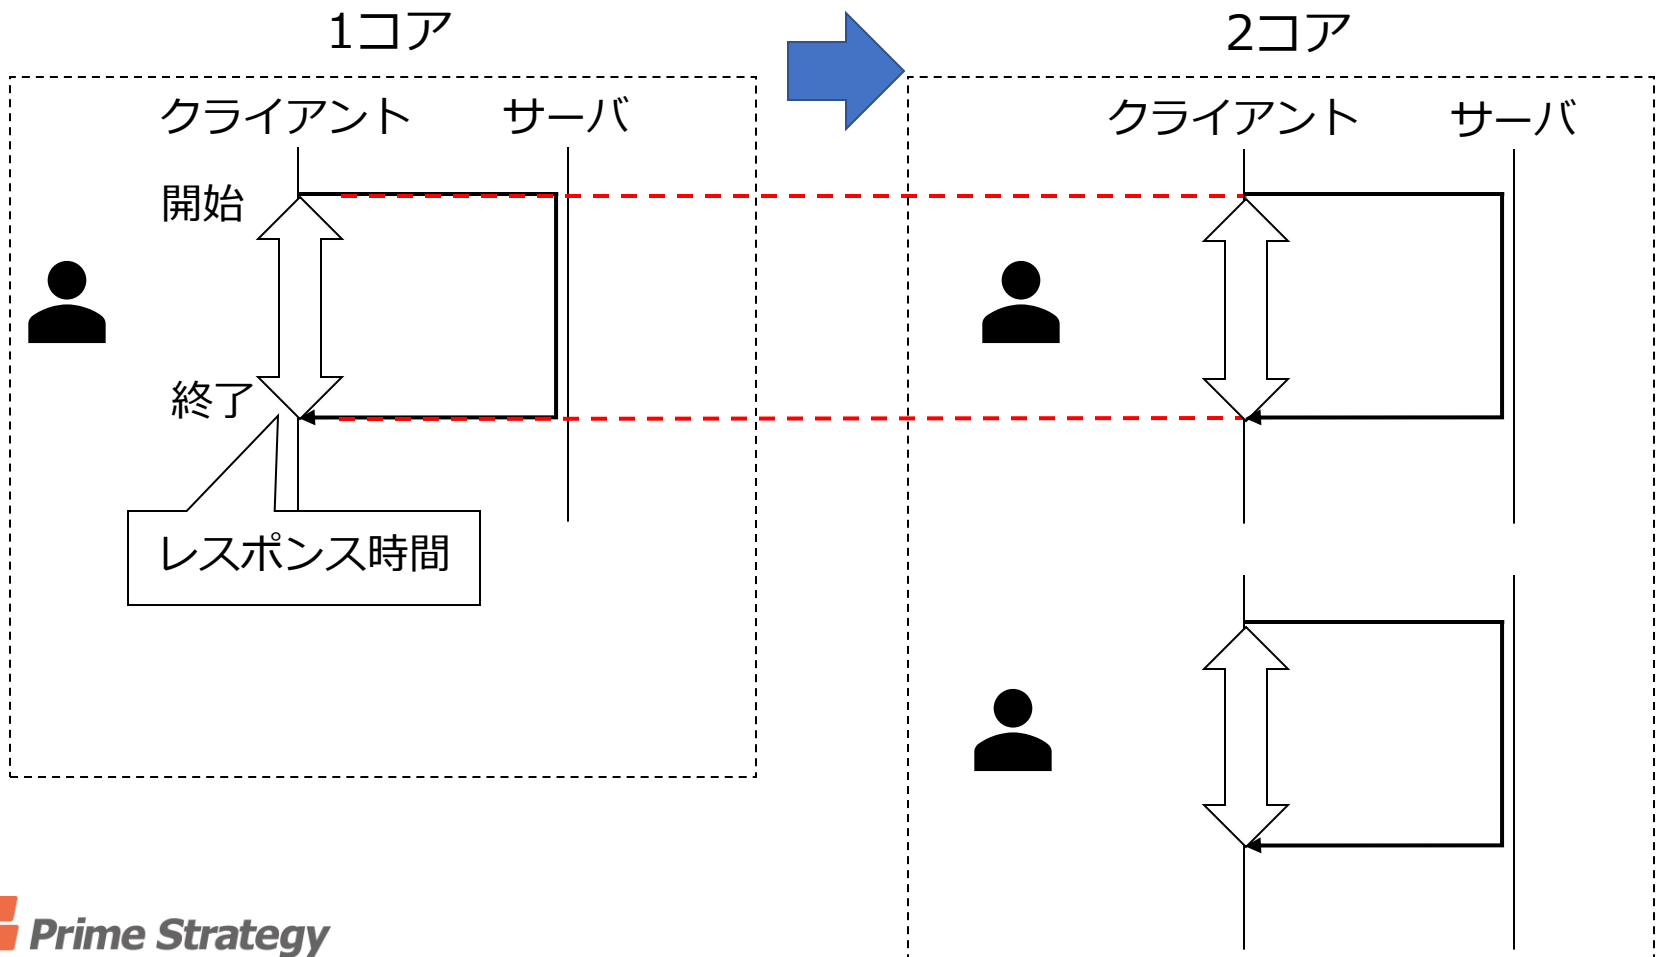 1コア
クライアント サーバ
開始
終了
レスポンス時間
2コア
クライアント サーバ
Prime Strategy